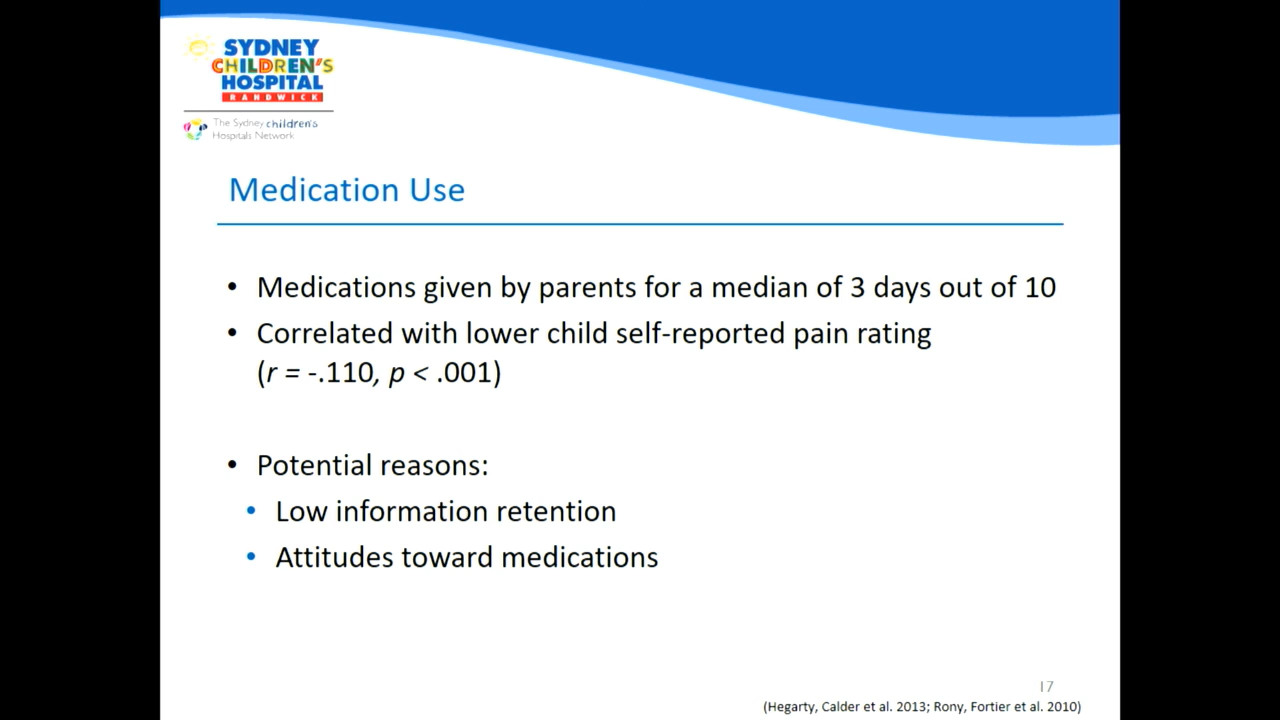 SYDNEY
CHILDREN'S
HOSPITAL
RANDWICK
The Sydney children's
Hospitals Network
Medication Use
• Medications given by parents for a median of 3 days out of 10
• Correlated with lower child self-reported pain rating
(r = -.110, p < .001)
• Potential reasons:
• Low information retention
• Attitudes toward medications
17
(Hegarty, Calder et al. 2013; Rony, Fortier et al. 2010)